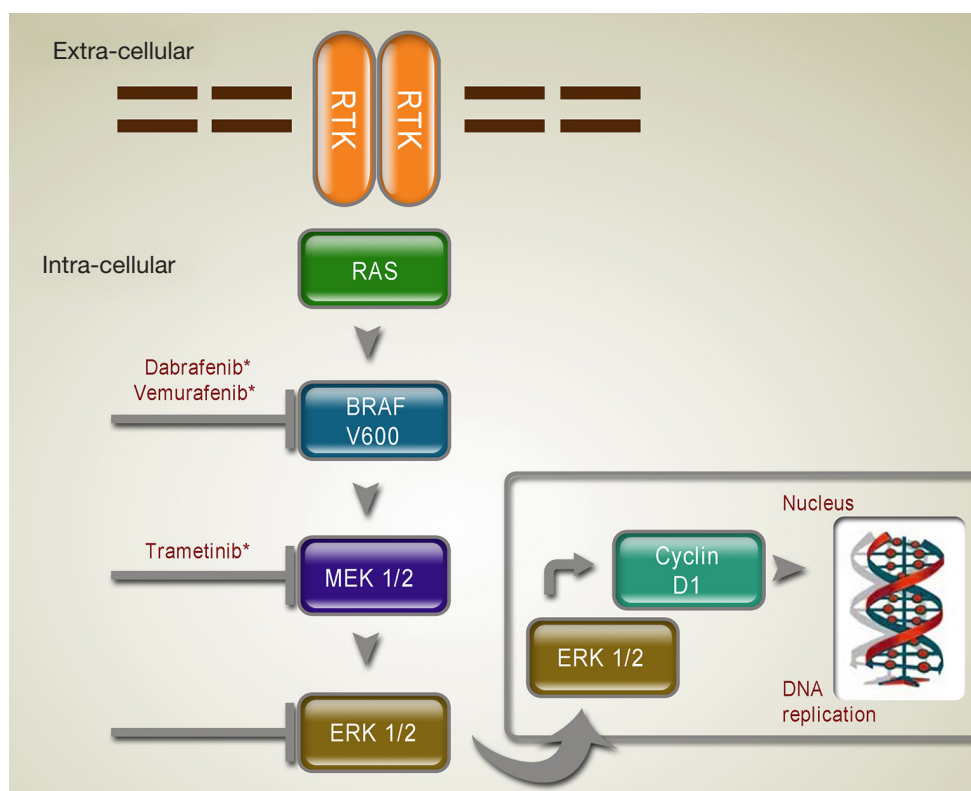 Extra-cellular
RTK
RTK
Intra-cellular
RAS
Dabrafenib*
Vemurafenib*
BRAF
V600
Trametinib*
MEK 1/2
ERK 1/2
Nucleus
Cyclin
D1
ERK 1/2
DNA
replication